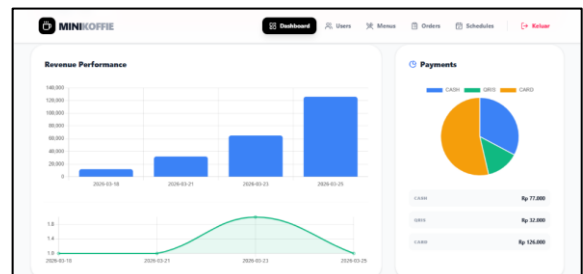 MINIKOFFIE
Dashboard
Users
Menus
Orders
Schedules
Keluar
Revenue Performance
140,000
120,000
100,000
80,000
60,000
40,000
20,000
0
2026-03-18
2026-03-21
2026-03-23
2026-03-25
1.8
1.4
1.0
2026-03-18
2026-03-21
2026-03-23
2026-03-25
Payments
CASH
QRIS
CARD
CASH Rp 77,000
QRIS Rp 32,000
CARD Rp 126,000